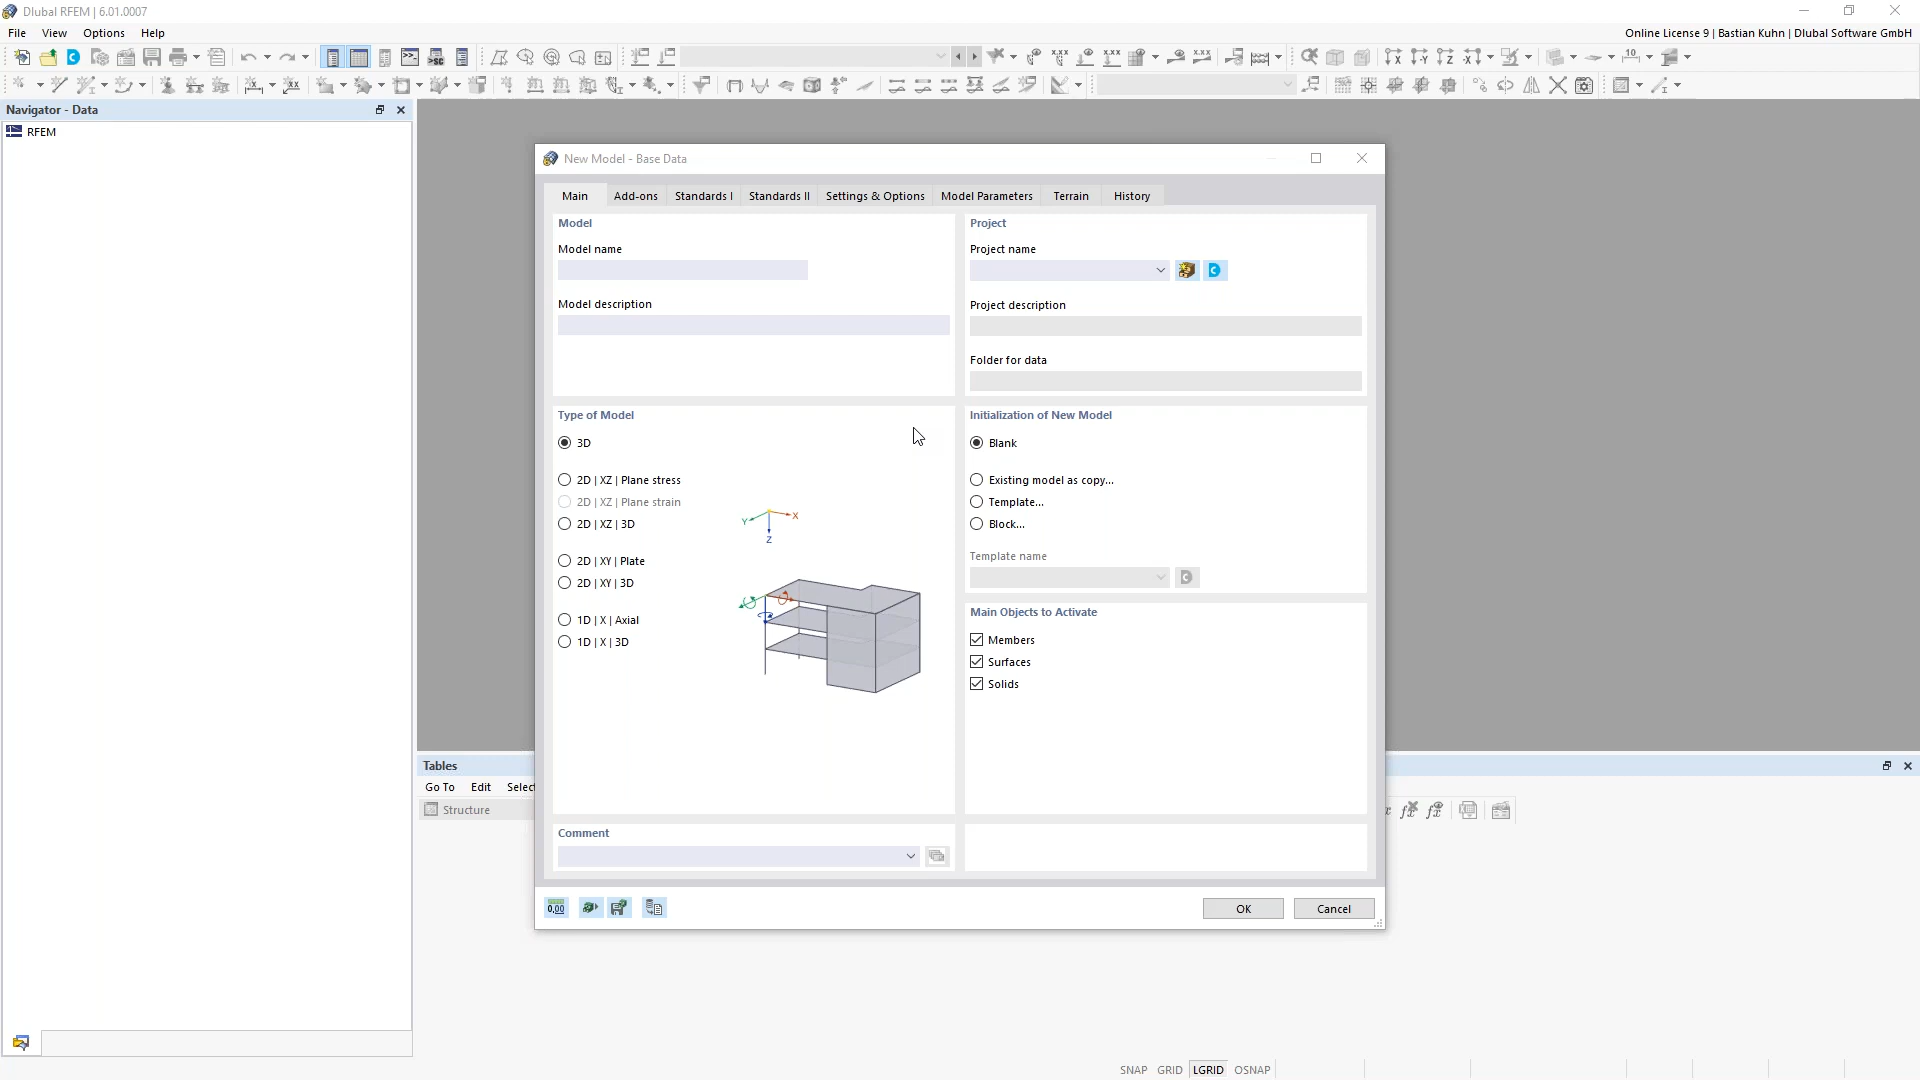 Dlubal RFEM | 6.01.0007
File View Options Help
Online License 9 | Bastian Kuhn | Dlubal Software GmbH
Navigator - Data
RFEM
New Model - Base Data
Main Add-ons Standards I Standards II Settings & Options Model Parameters Terrain History
Model
Model name
Model description
Project
Project name
Project description
Folder for data
Type of Model
3D
2D | XZ | Plane stress
2D | XZ | Plane strain
2D | XZ | 3D
2D | XY | Plate
2D | XY | 3D
1D | X | Axial
1D | X | 3D
Y X
Z
Initialization of New Model
Blank
Existing model as copy...
Template...
Block...
Template name
Main Objects to Activate
Members
Surfaces
Solids
Comment
0,00
OK Cancel
Tables
Go To Edit Select
Structure
SNAP GRID LGRID OSNAP